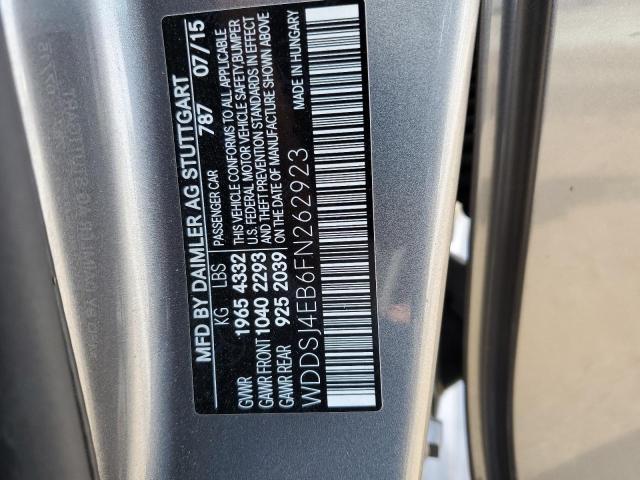 MFD BY DAIMLER AG STUTTGART
787 07/15
KG LBS PASSENGER CAR
GVWR 1965 4332 THIS VEHICLE CONFORMS TO ALL APPLICABLE
GAWR FRONT 1040 2293 U.S. FEDERAL MOTOR VEHICLE SAFETY, BUMPER
GAWR REAR 925 2039 AND THEFT PREVENTION STANDARDS IN EFFECT
ON THE DATE OF MANUFACTURE SHOWN ABOVE
MADE IN HUNGARY
WDDSJ4EB6FN262923